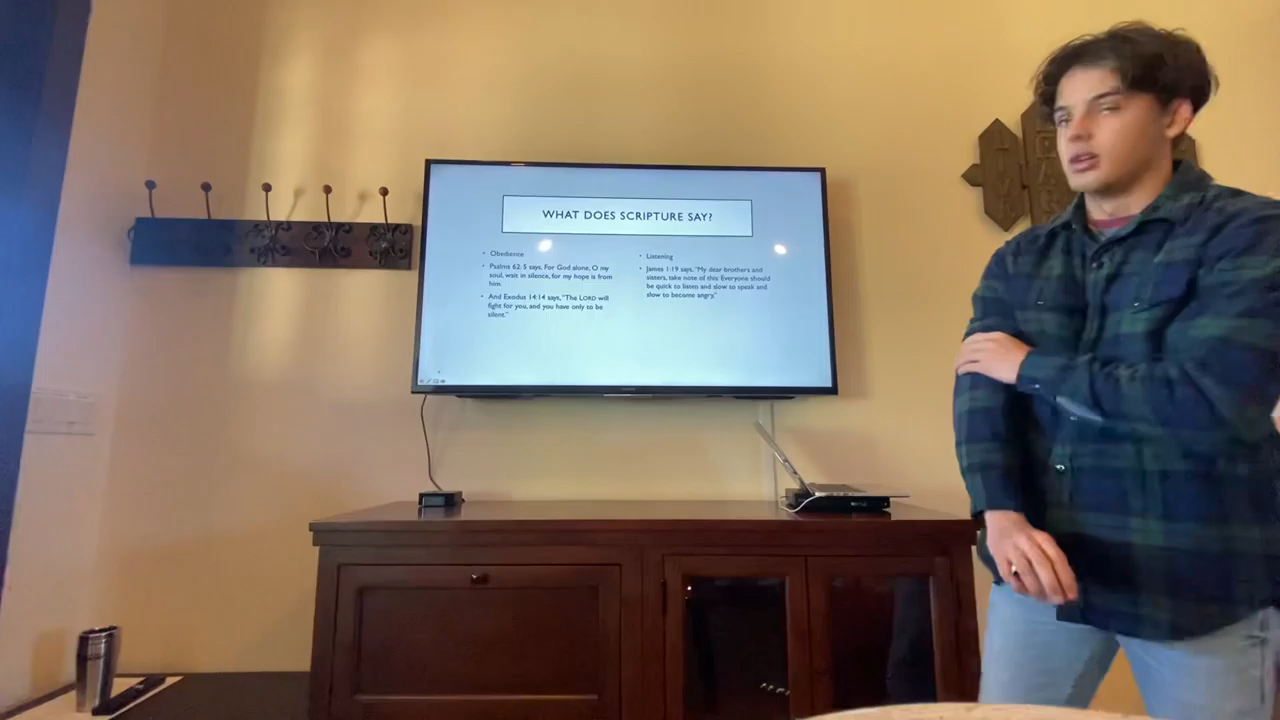 WHAT DOES SCRIPTURE SAY?
• Obedience
• Psalms 62:5 says, For God alone, O my
soul, wait in silence, for my hope is from
him.
• And Exodus 14:14 says, "The LORD will
fight for you, and you have only to be
silent."
• Listening
• James 1:19 says, "My dear brothers and
sisters, take note of this: Everyone should
be quick to listen and slow to speak and
slow to become angry."